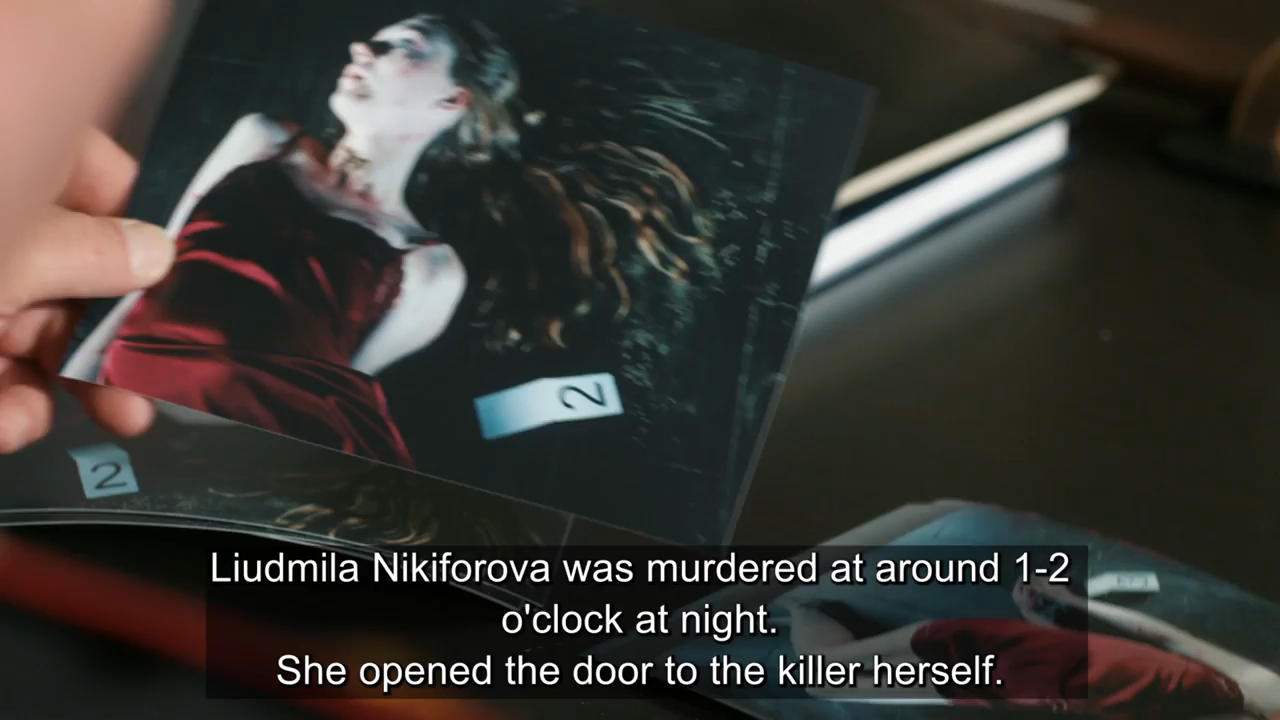 2
2
Liudmila Nikiforova was murdered at around 1-2
o'clock at night.
She opened the door to the killer herself.